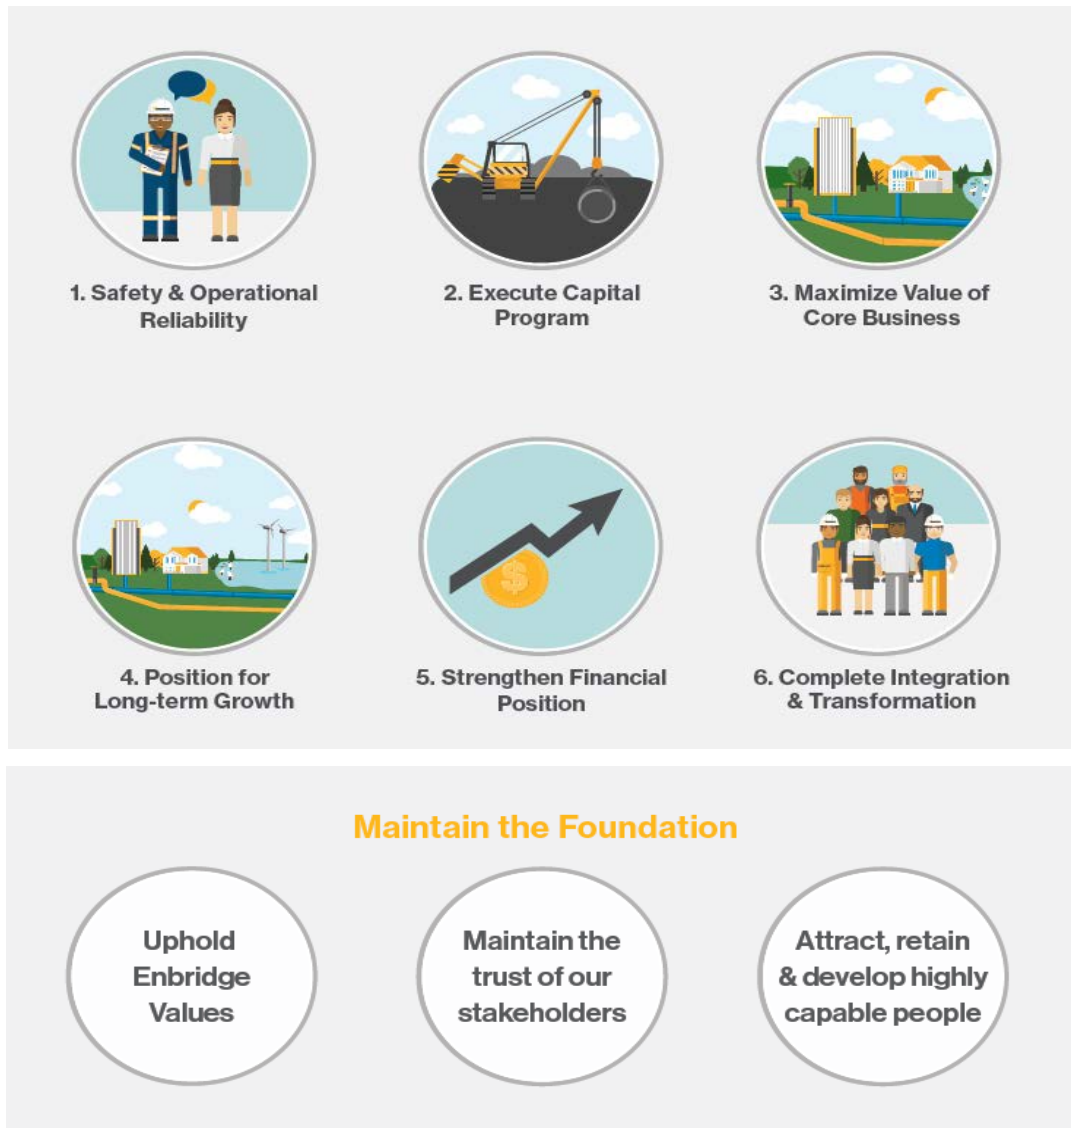 1. Safety & Operational
Reliability
2. Execute Capital
Program
3. Maximize Value of
Core Business
4. Position for
Long-term Growth
$
5. Strengthen Financial
Position
6. Complete Integration
& Transformation
Maintain the Foundation
Uphold
Enbridge
Values
Maintain the
trust of our
stakeholders
Attract, retain
& develop highly
capable people